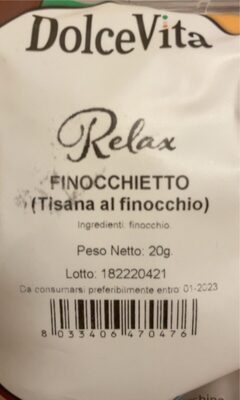 DolceVita
Relax
FINOCCHIETTO
(Tisana al finocchio)
Ingredienti: finocchio.
Peso Netto: 20g.
Lotto: 182220421
Da consumarsi preferibilmente entro: 01-2023
8 033406 470476